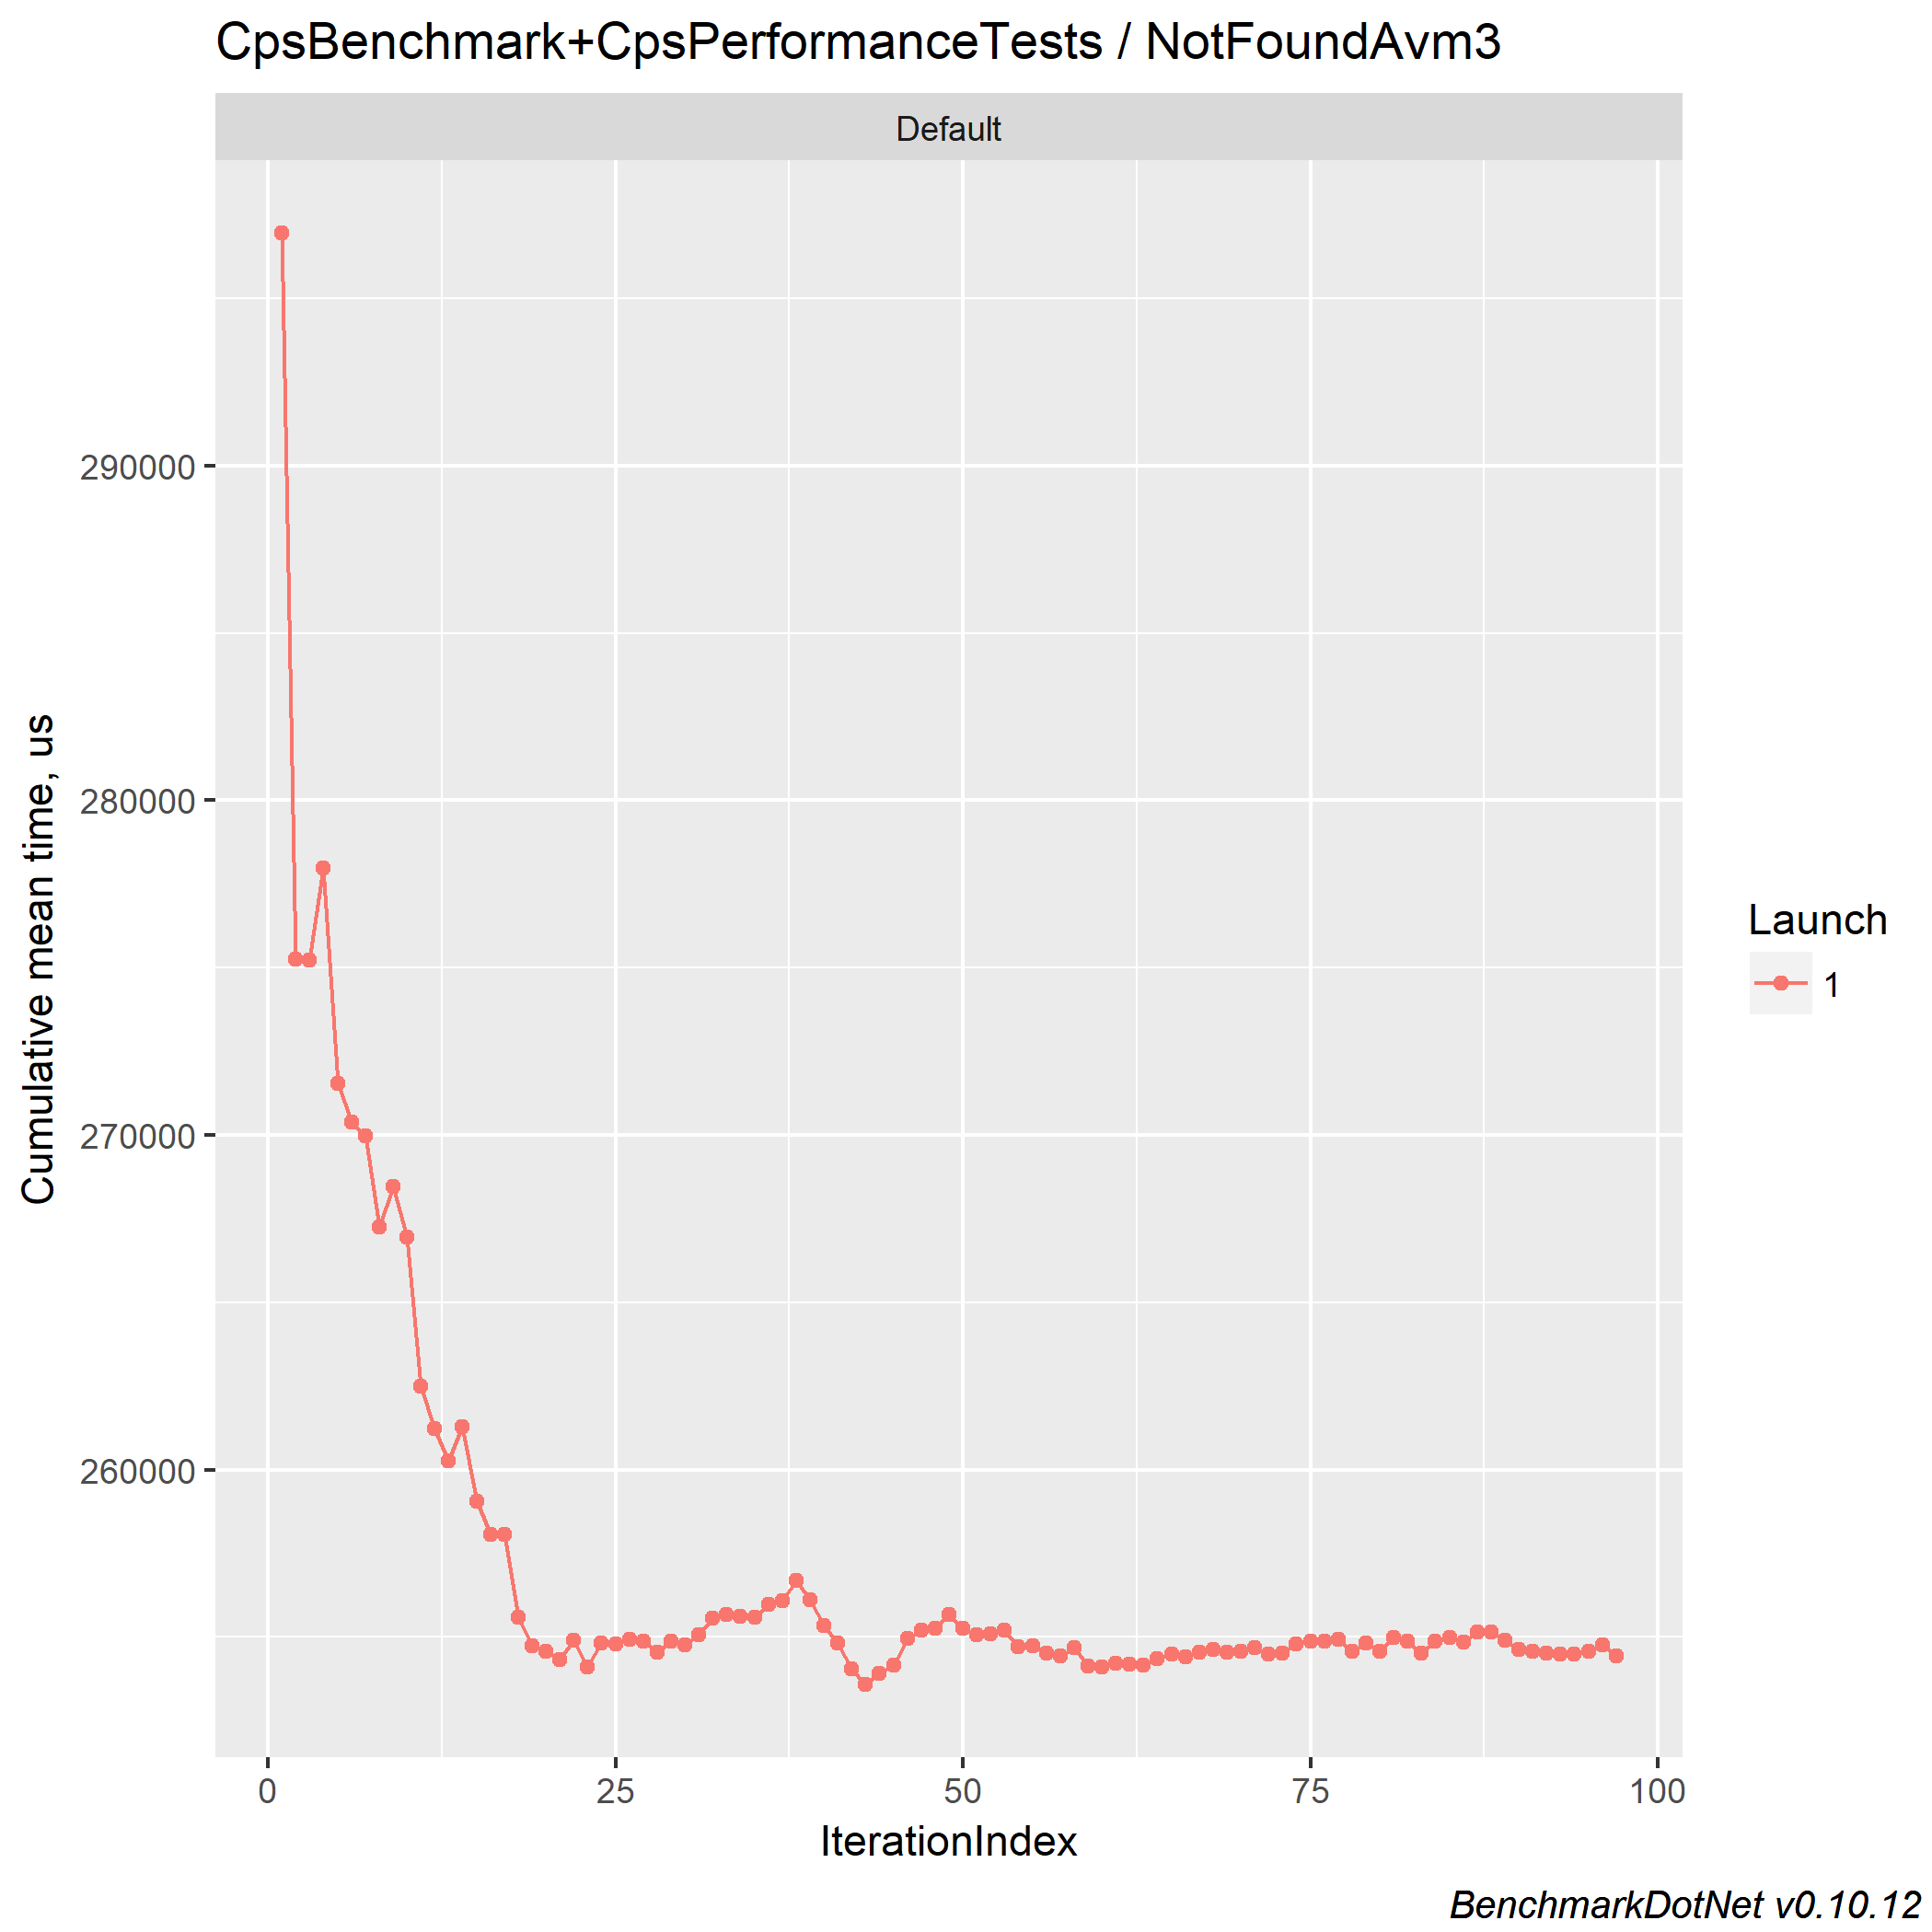 CpsBenchmark+CpsPerformanceTests / NotFoundAvm3
Default
290000
280000
270000
260000
Cumulative mean time, us
0 25 50 75 100
IterationIndex
Launch
1
BenchmarkDotNet v0.10.12